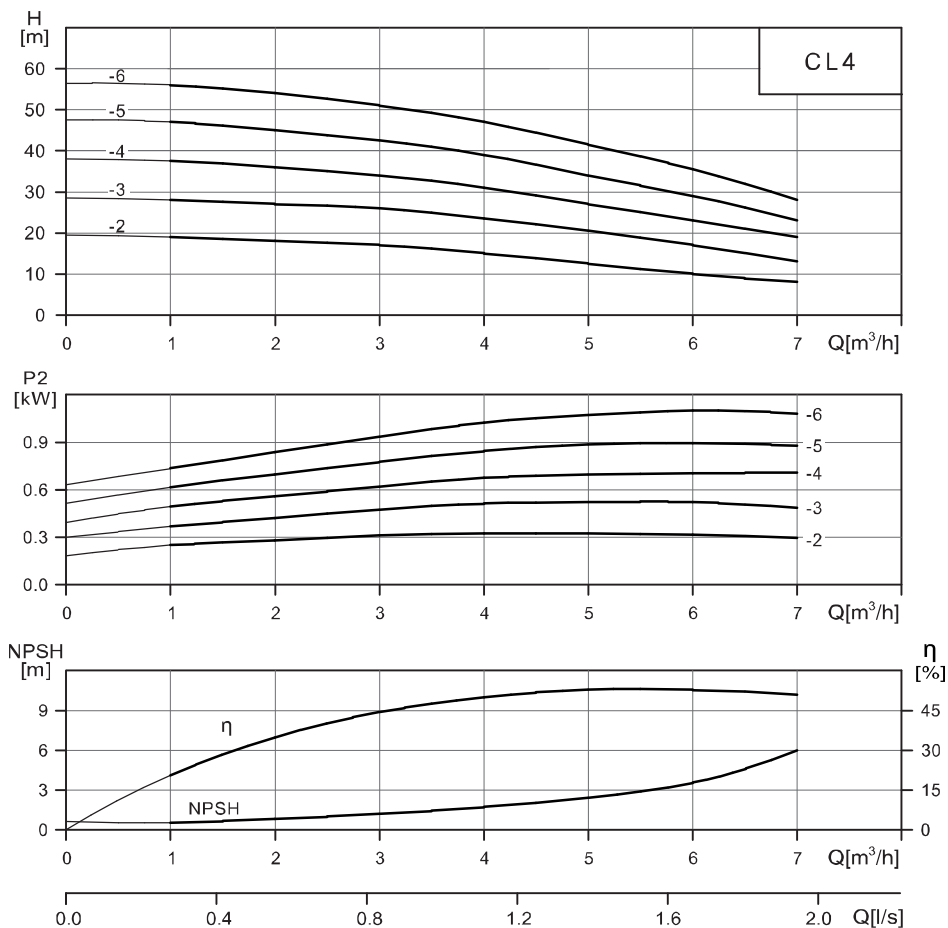 H
[m]
CL4
60
50
40
30
20
10
0
-6
-5
-4
-3
-2
0 1 2 3 4 5 6 7 Q[m³/h]
P2
[kW]
0.9
0.6
0.3
0.0
-6
-5
-4
-3
-2
0 1 2 3 4 5 6 7 Q[m³/h]
NPSH
[m]
η
[%]
9
6
3
0
η
NPSH
45
30
15
0
0 1 2 3 4 5 6 7 Q[m³/h]
0.0 0.4 0.8 1.2 1.6 2.0 Q[l/s]